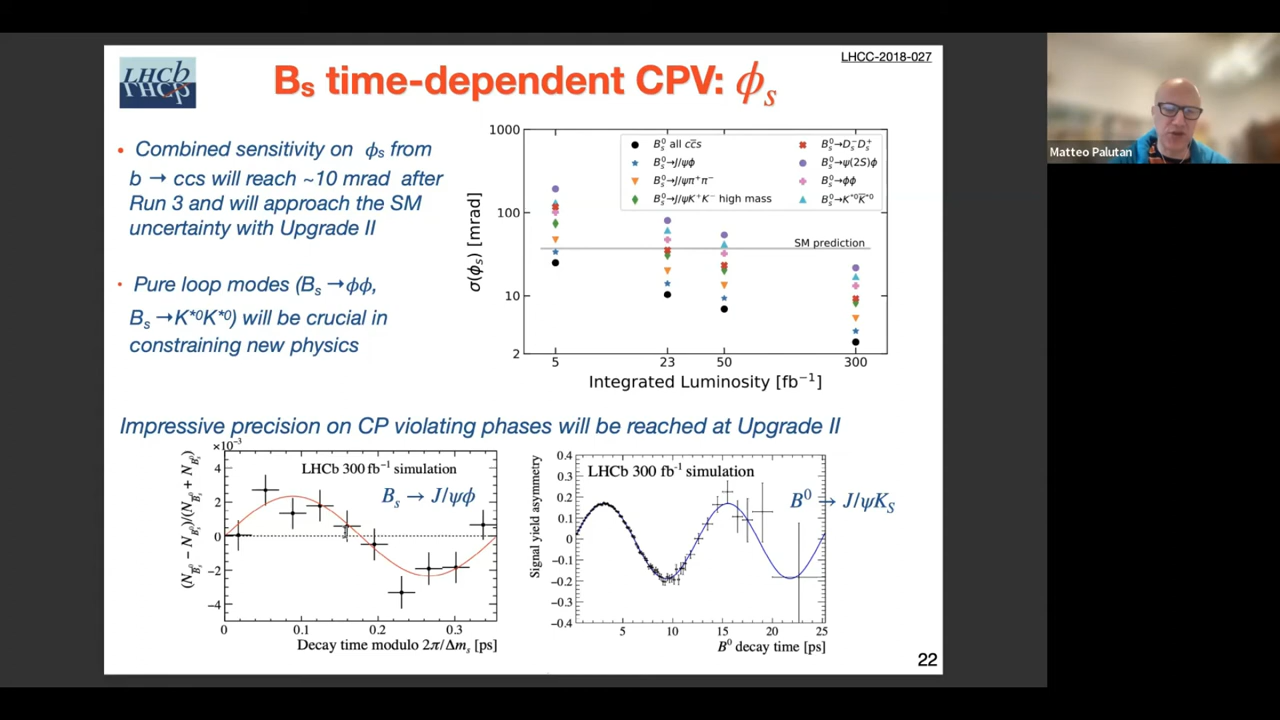 LHCC-2018-027
LHCb
LHCp
Bs time-dependent CPV: ϕs
• Combined sensitivity on ϕs from
b → ccs will reach ~10 mrad after
Run 3 and will approach the SM
uncertainty with Upgrade II
• Pure loop modes (Bs →ϕϕ,
Bs →K*0K*0) will be crucial in
constraining new physics
1000
100
10
2
σ(ϕs) [mrad]
B⁰s all cc̄s
B⁰s→J/ψϕ
B⁰s→J/ψπ⁺π⁻
B⁰s→J/ψK⁺K⁻ high mass
B⁰s→Ds⁻Ds⁺
B⁰s→ψ(2S)ϕ
B⁰s→ϕϕ
B⁰s→K*⁰K̄*⁰
SM prediction
5 23 50 300
Integrated Luminosity [fb⁻¹]
Impressive precision on CP violating phases will be reached at Upgrade II
×10⁻³
4
2
0
−2
−4
(N B̄⁰s − N B⁰s)/(N B̄⁰s + N B⁰s)
LHCb 300 fb⁻¹ simulation
Bs → J/ψϕ
0 0.1 0.2 0.3
Decay time modulo 2π/Δms [ps]
Signal yield asymmetry
0.4
0.3
0.2
0.1
0
−0.1
−0.2
−0.3
−0.4
LHCb 300 fb⁻¹ simulation
B⁰ → J/ψKS
5 10 15 20 25
B⁰ decay time [ps]
22
Matteo Palutan